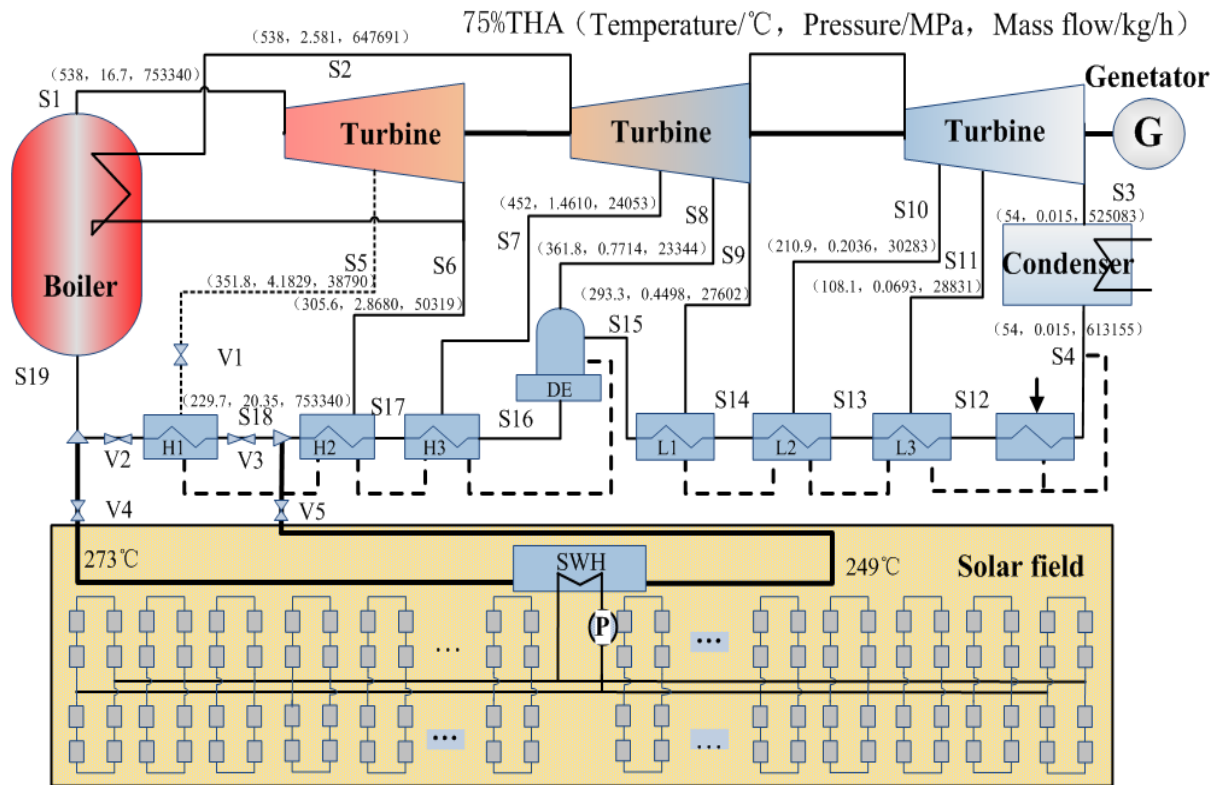 75%THA（Temperature/℃，Pressure/MPa，Mass flow/kg/h）
（538，2.581，647691）
S2
（538，16.7，753340）
S1
Genetator
Turbine
Turbine
Turbine
G
S3
（452，1.4610，24053）
S8
S10
（54，0.015，525083）
S7
（361.8，0.7714，23344）
（210.9，0.2036，30283）
S11
Condenser
S5
S6
S9
Boiler
（351.8，4.1829，38790）
（293.3，0.4498，27602）
（108.1，0.0693，28831）
（305.6，2.8680，50319）
S15
（54，0.015，613155）
V1
S4
S19
DE
（229.7，20.35，753340）
S18
S17
S16
S14
S13
S12
H1
H2
H3
L1
L2
L3
V2
V3
V4
V5
273℃
SWH
249℃
Solar field
P
...
...
...
...